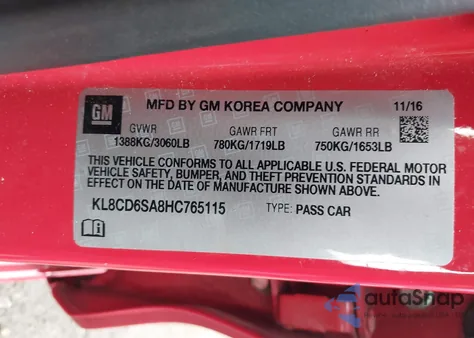 GM MFD BY GM KOREA COMPANY 11/16
GVWR GAWR FRT GAWR RR
1388KG/3060LB 780KG/1719LB 750KG/1653LB
THIS VEHICLE CONFORMS TO ALL APPLICABLE U.S. FEDERAL MOTOR
VEHICLE SAFETY, BUMPER, AND THEFT PREVENTION STANDARDS
IN EFFECT ON THE DATE OF MANUFACTURE SHOWN ABOVE.
KL8CD6SA8HC765115 TYPE: PASS CAR
autoSnap